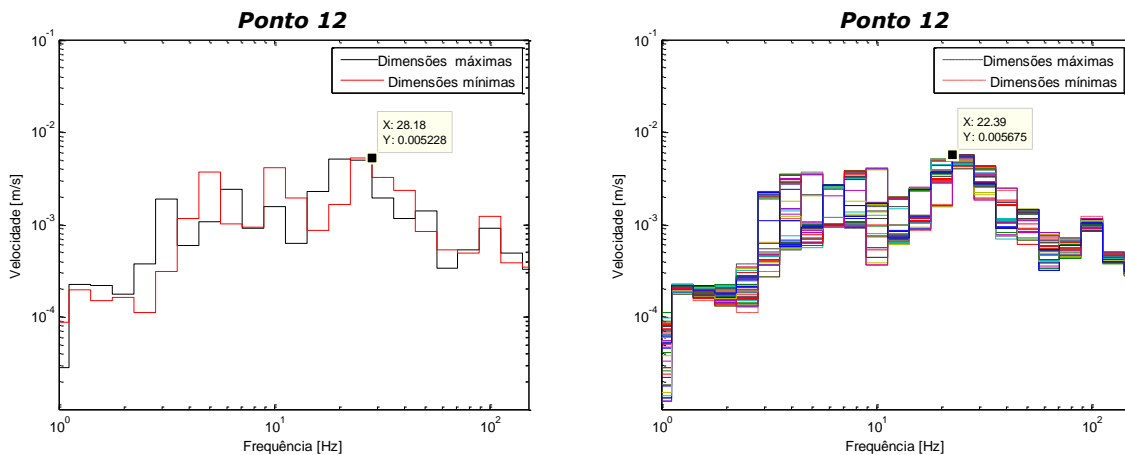 Ponto 12
10^-1
10^-2
10^-3
10^-4
Velocidade [m/s]
Dimensões máximas
Dimensões mínimas
X: 28.18
Y: 0.005228
10^0
10^1
10^2
Frequência [Hz]
Ponto 12
10^-1
10^-2
10^-3
10^-4
Velocidade [m/s]
Dimensões máximas
Dimensões mínimas
X: 22.39
Y: 0.005675
10^0
10^1
10^2
Frequência [Hz]